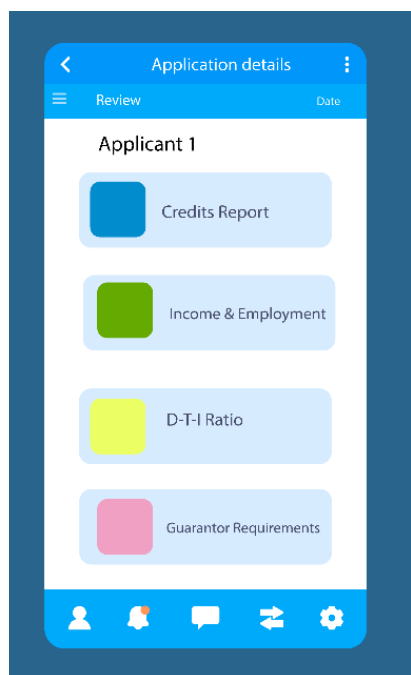 Application details
Review Date
Applicant 1
Credits Report
Income & Employment
D-T-I Ratio
Guarantor Requirements